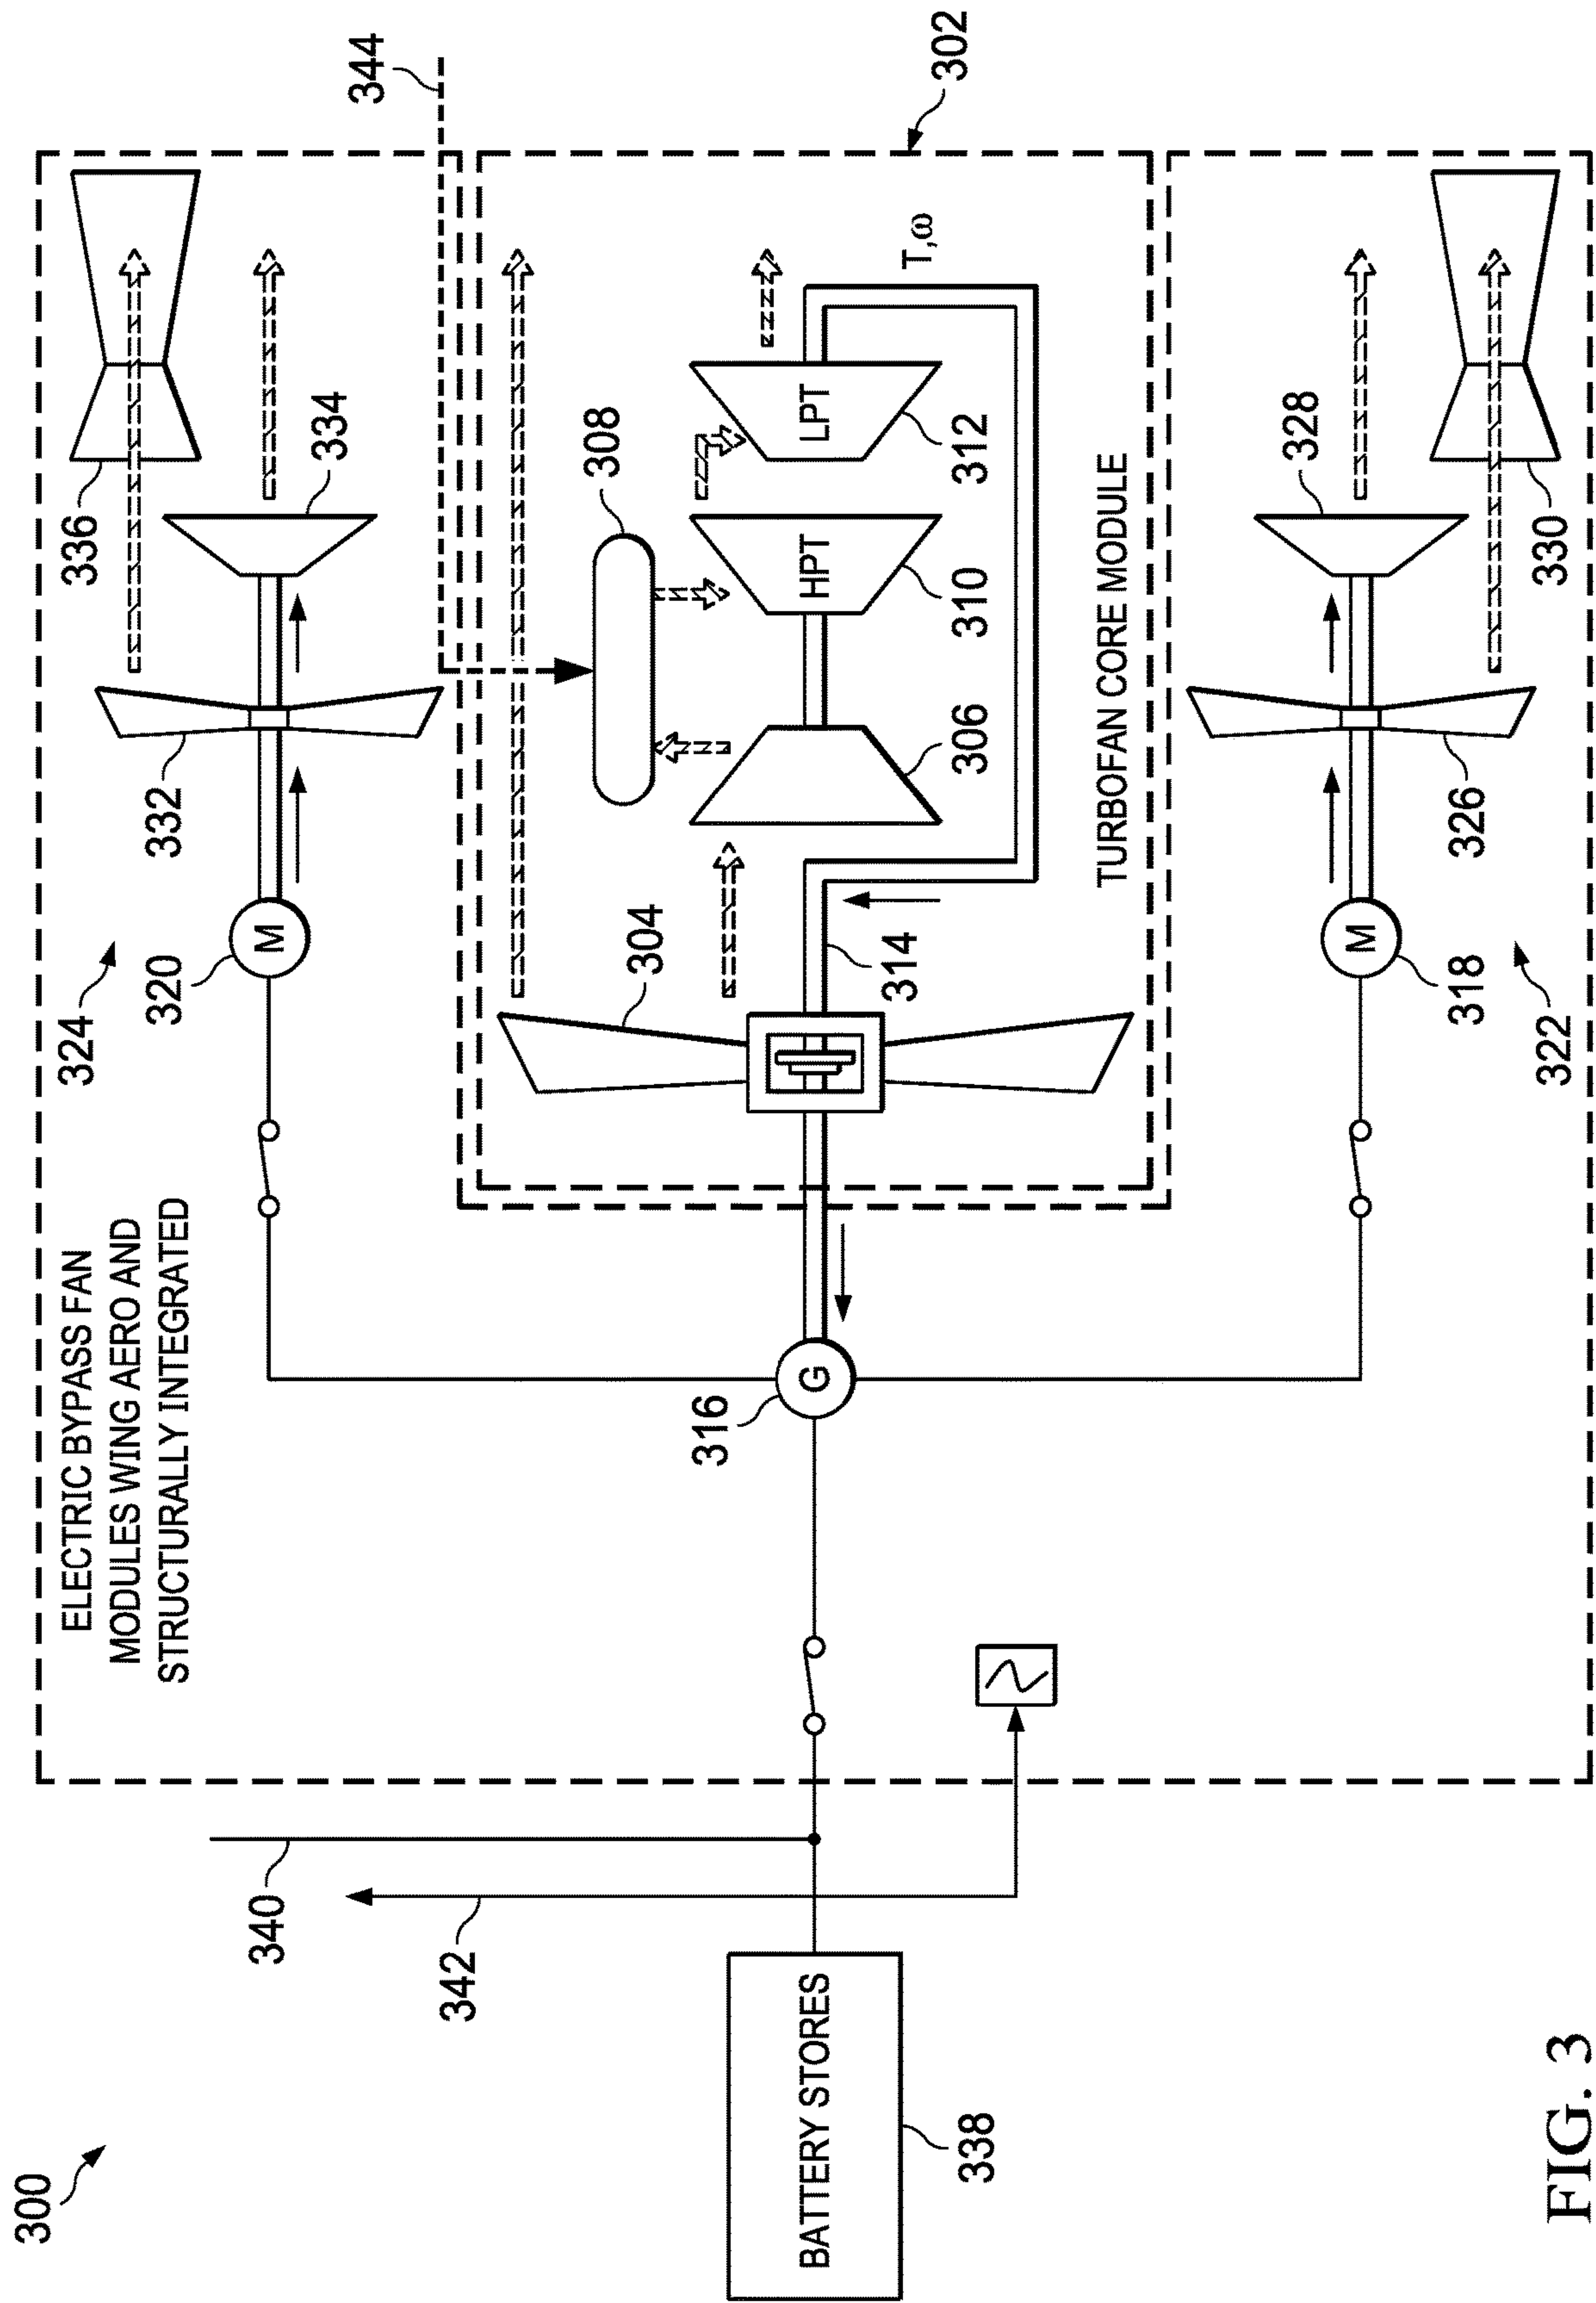 300
ELECTRIC BYPASS FAN
MODULES WING AERO AND
STRUCTURALLY INTEGRATED
324
320
M
332
334
336
344
340
342
BATTERY STORES
338
316
G
304
314
306
308
HPT
310
LPT
312
T,ω
302
TURBOFAN CORE MODULE
322
318
M
326
328
330
FIG. 3